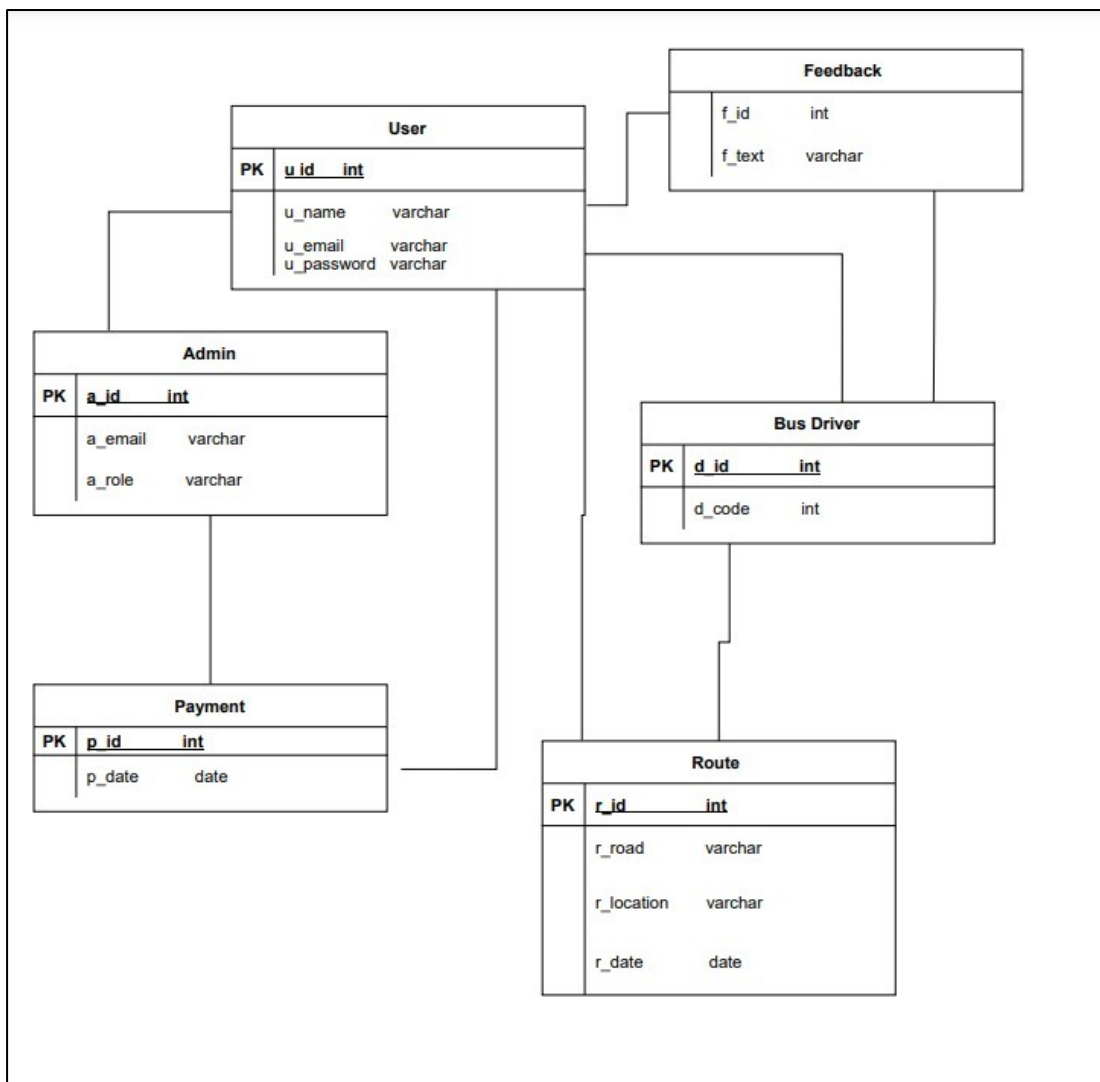 Feedback
f_id int
f_text varchar
User
PK u id int
u_name varchar
u_email varchar
u_password varchar
Admin
PK a_id int
a_email varchar
a_role varchar
Bus Driver
PK d_id int
d_code int
Payment
PK p_id int
p_date date
Route
PK r_id int
r_road varchar
r_location varchar
r_date date